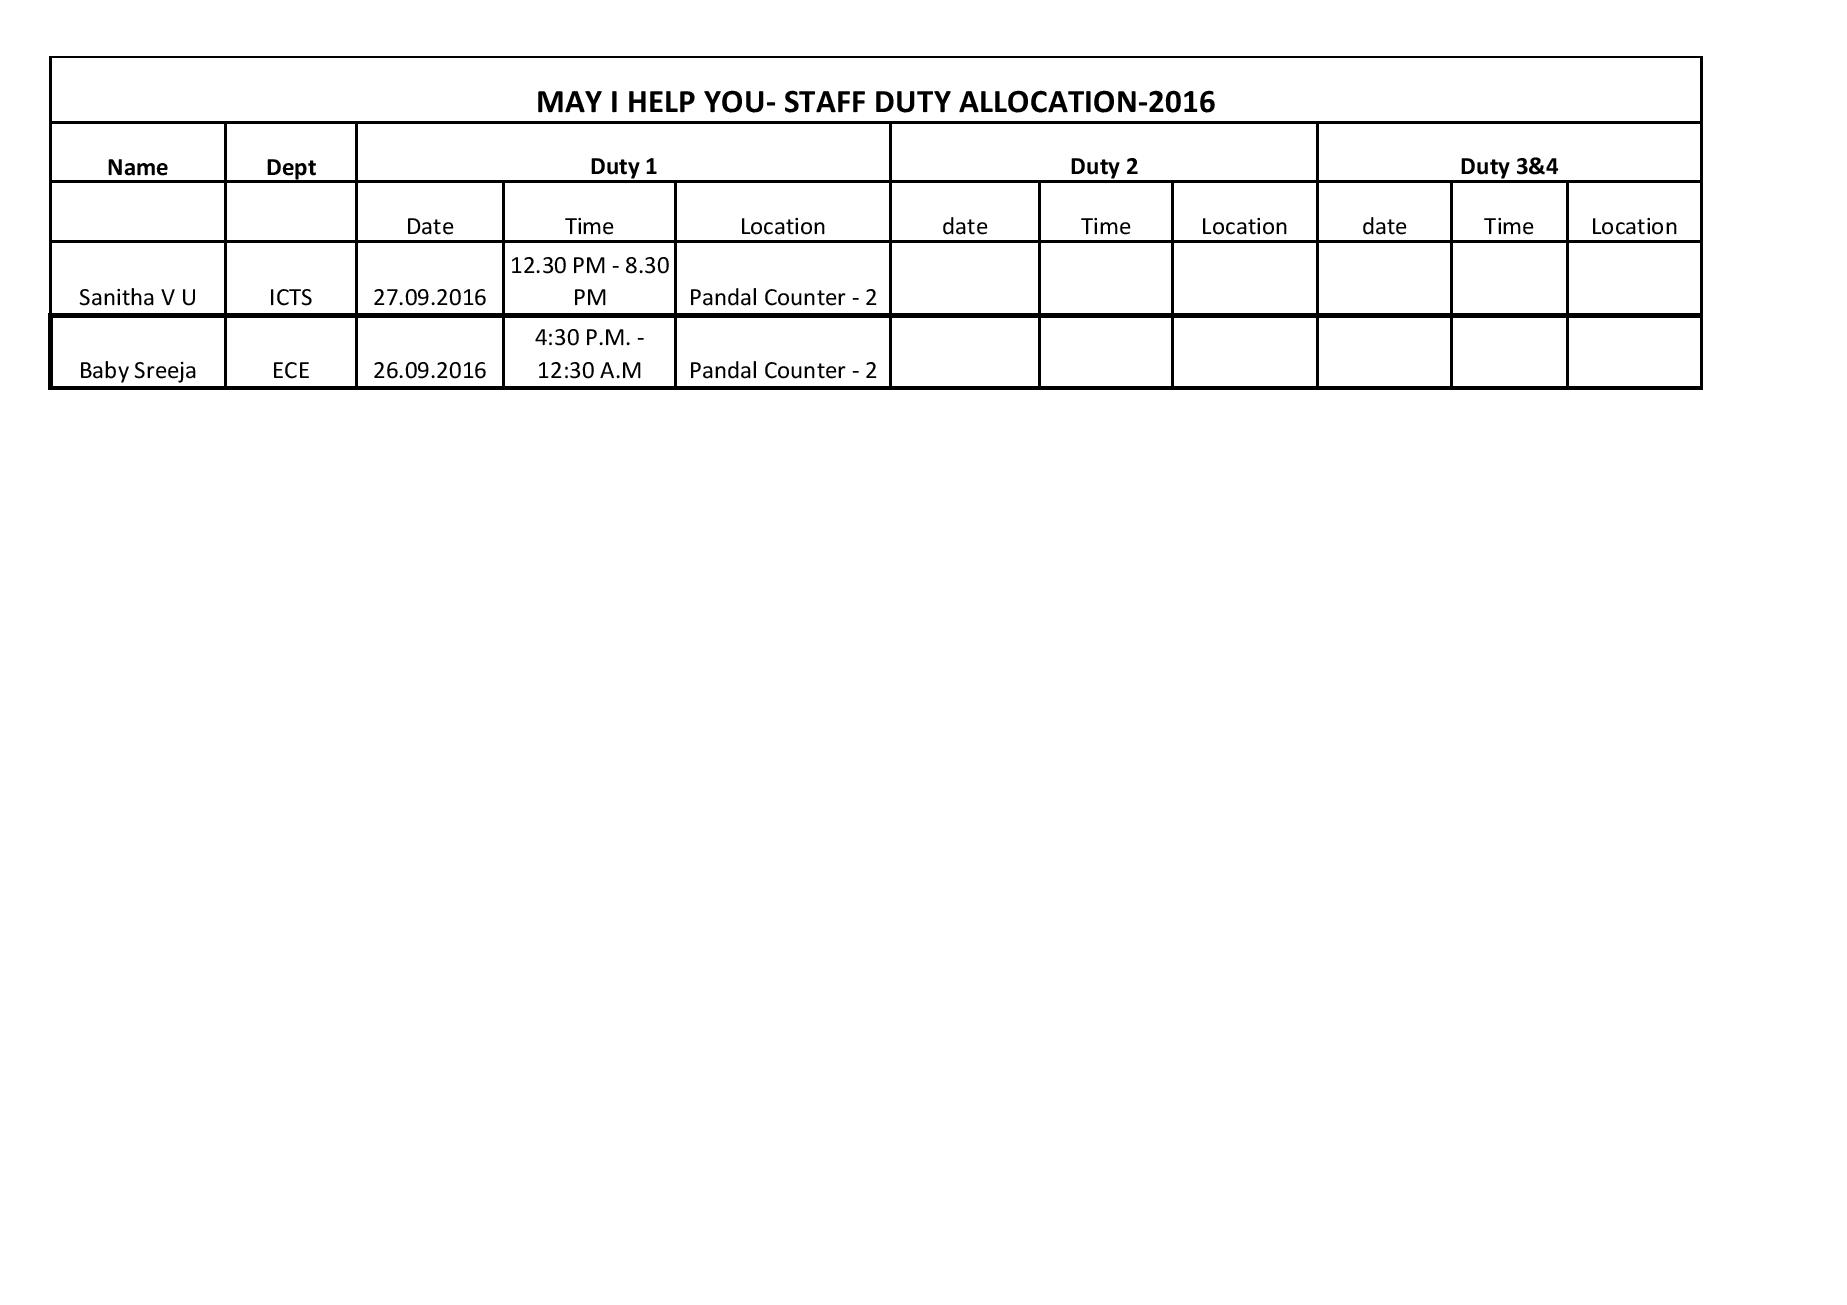 MAY I HELP YOU- STAFF DUTY ALLOCATION-2016
Name Dept Duty 1 Duty 2 Duty 3&4
Date Time Location date Time Location date Time Location
12.30 PM - 8.30
Sanitha V U ICTS 27.09.2016 PM Pandal Counter - 2
4:30 P.M. -
Baby Sreeja ECE 26.09.2016 12:30 A.M Pandal Counter - 2